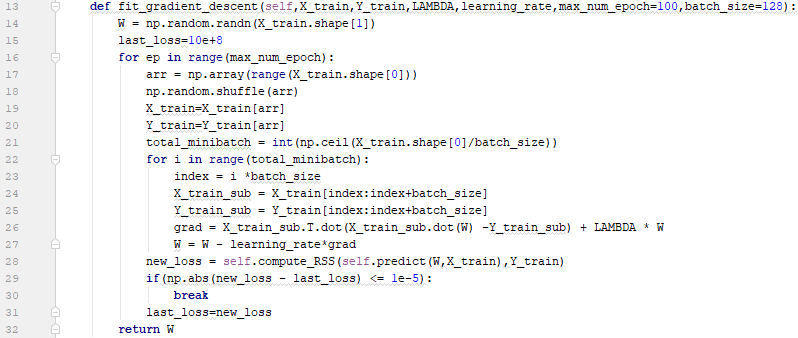 13 def fit_gradient_descent(self,X_train,Y_train,LAMBDA,learning_rate,max_num_epoch=100,batch_size=128):
14 W = np.random.randn(X_train.shape[1])
15 last_loss=10e+8
16 for ep in range(max_num_epoch):
17 arr = np.array(range(X_train.shape[0]))
18 np.random.shuffle(arr)
19 X_train=X_train[arr]
20 Y_train=Y_train[arr]
21 total_minibatch = int(np.ceil(X_train.shape[0]/batch_size))
22 for i in range(total_minibatch):
23 index = i *batch_size
24 X_train_sub = X_train[index:index+batch_size]
25 Y_train_sub = Y_train[index:index+batch_size]
26 grad = X_train_sub.T.dot(X_train_sub.dot(W) -Y_train_sub) + LAMBDA * W
27 W = W - learning_rate*grad
28 new_loss = self.compute_RSS(self.predict(W,X_train),Y_train)
29 if(np.abs(new_loss - last_loss) <= 1e-5):
30 break
31 last_loss=new_loss
32 return W